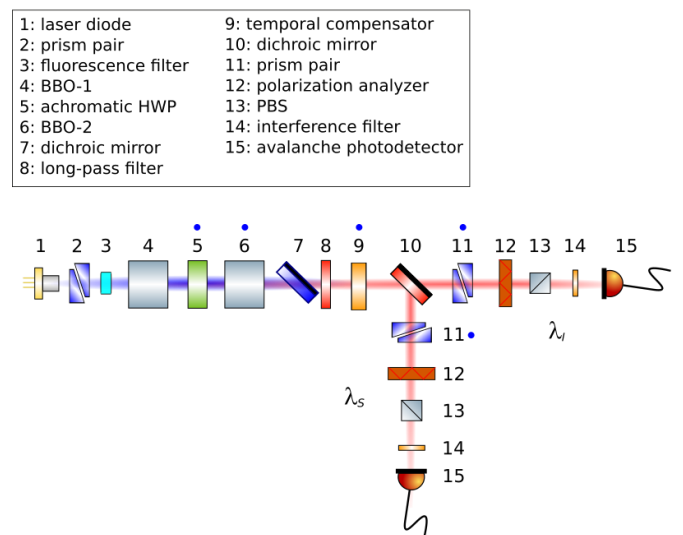 1: laser diode
2: prism pair
3: fluorescence filter
4: BBO-1
5: achromatic HWP
6: BBO-2
7: dichroic mirror
8: long-pass filter
9: temporal compensator
10: dichroic mirror
11: prism pair
12: polarization analyzer
13: PBS
14: interference filter
15: avalanche photodetector
1 2 3 4 5 6 7 8 9 10 11 12 13 14 15
λI
11
12
λS
13
14
15